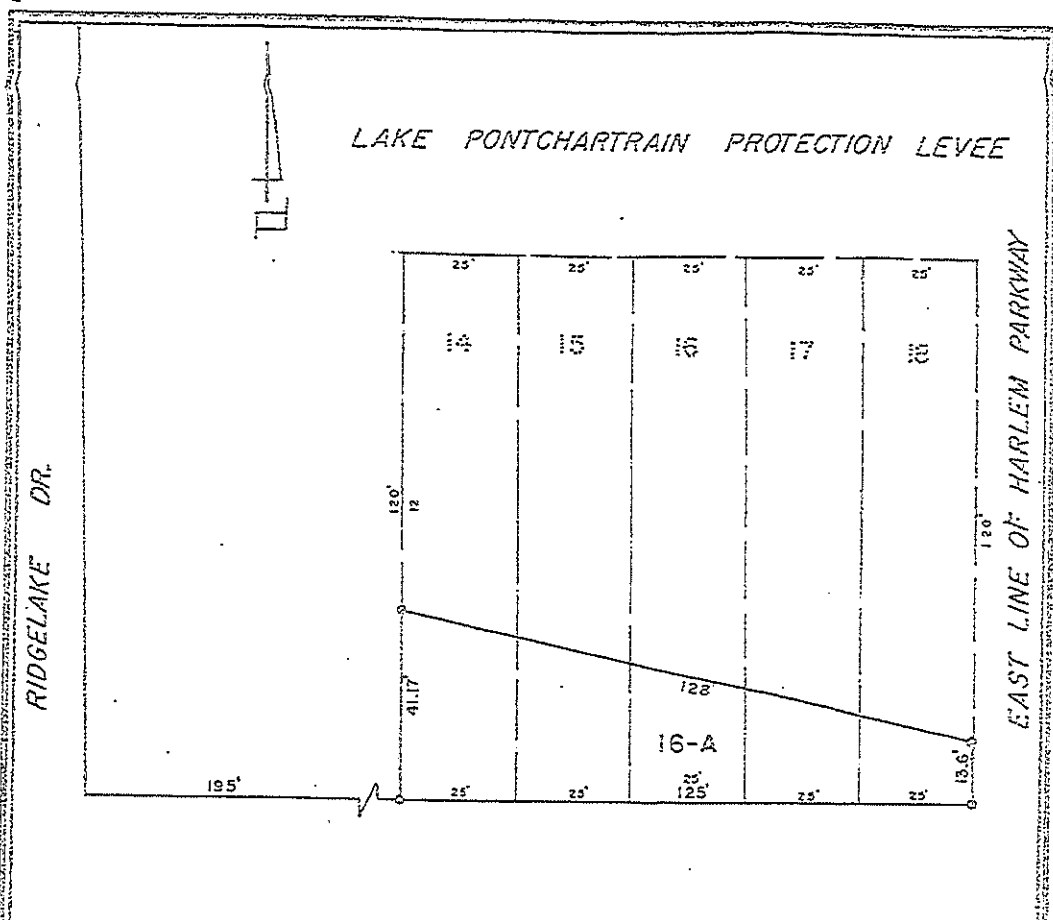 LAKE PONTCHARTRAIN PROTECTION LEVEE
25' 25' 25' 25' 25'
14 15 16 17 18
RIDGELAKE DR.
120'
12
120'
EAST LINE OF HARLEM PARKWAY
41.17'
128'
16-A
13.6'
195'
25' 25' 25' 25' 25'
125'